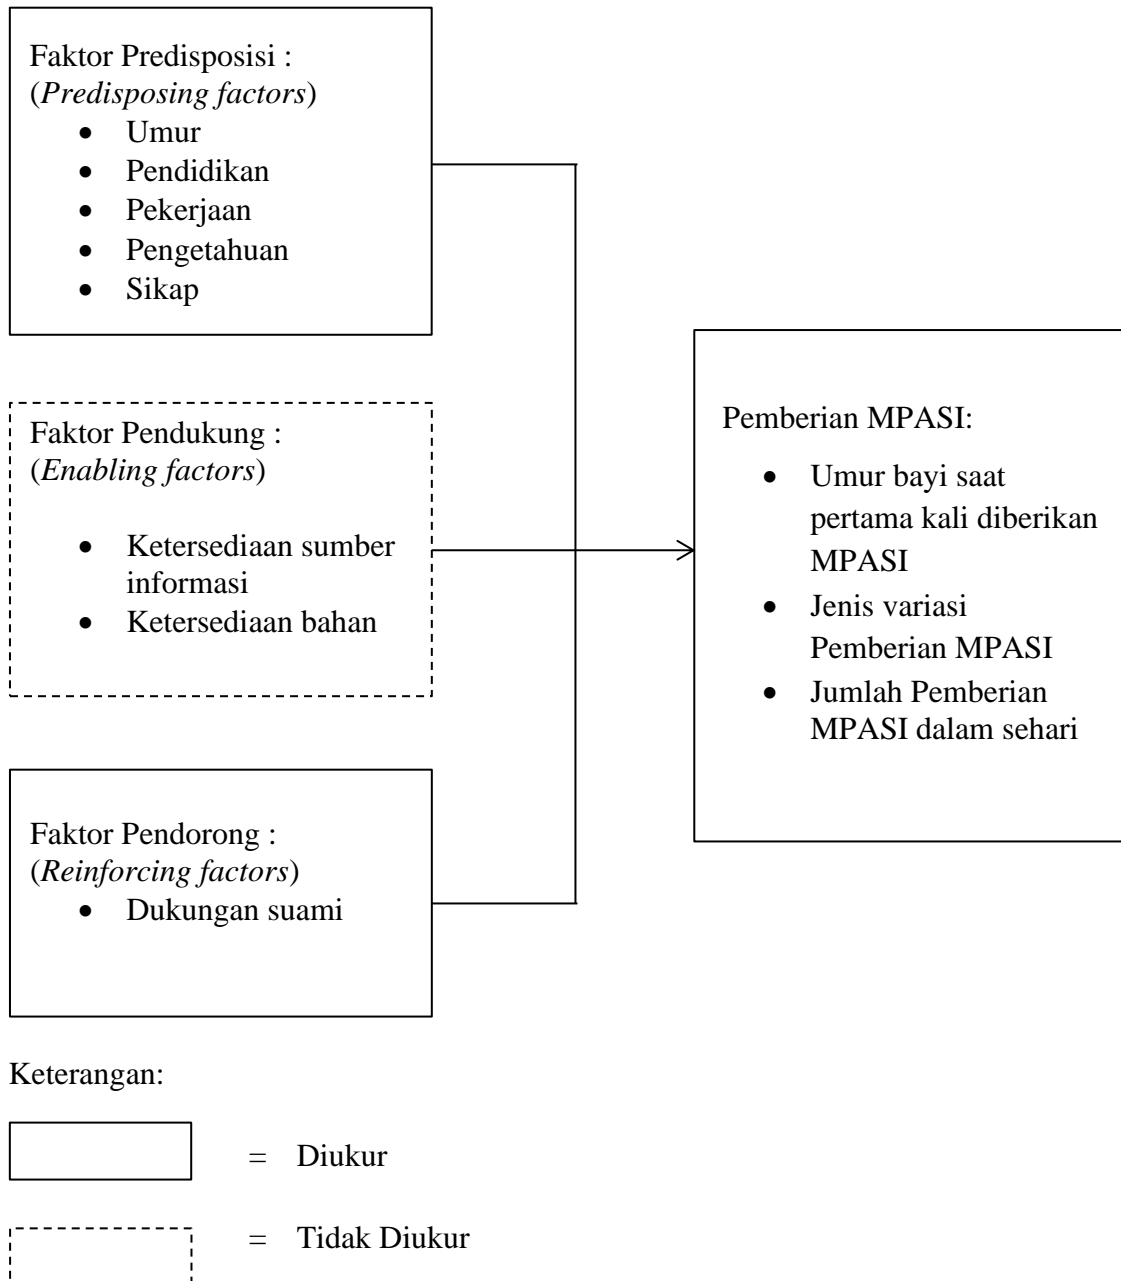 Faktor Predisposisi :
(Predisposing factors)
• Umur
• Pendidikan
• Pekerjaan
• Pengetahuan
• Sikap
Faktor Pendukung :
(Enabling factors)
• Ketersediaan sumber
informasi
• Ketersediaan bahan
Faktor Pendorong :
(Reinforcing factors)
• Dukungan suami
Pemberian MPASI:
• Umur bayi saat
pertama kali diberikan
MPASI
• Jenis variasi
Pemberian MPASI
• Jumlah Pemberian
MPASI dalam sehari
Keterangan:
= Diukur
= Tidak Diukur